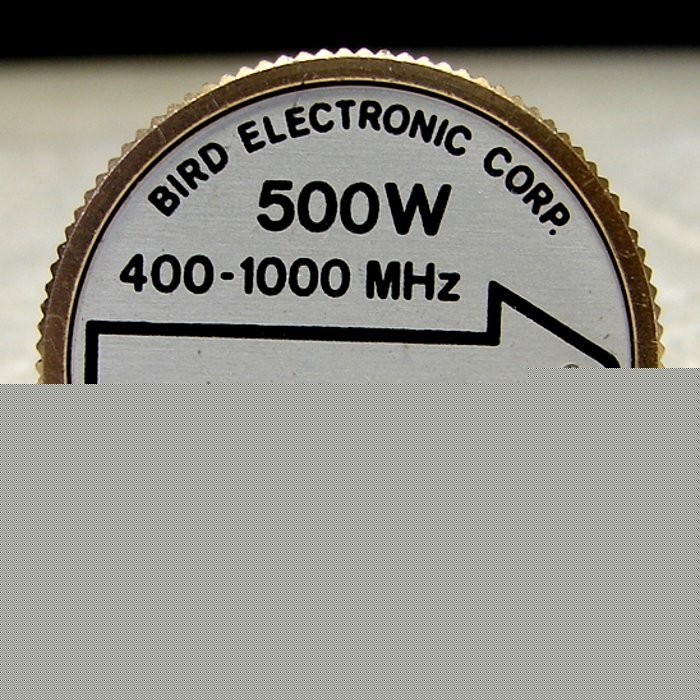 BIRD ELECTRONIC CORP.
500W
400-1000 MHz